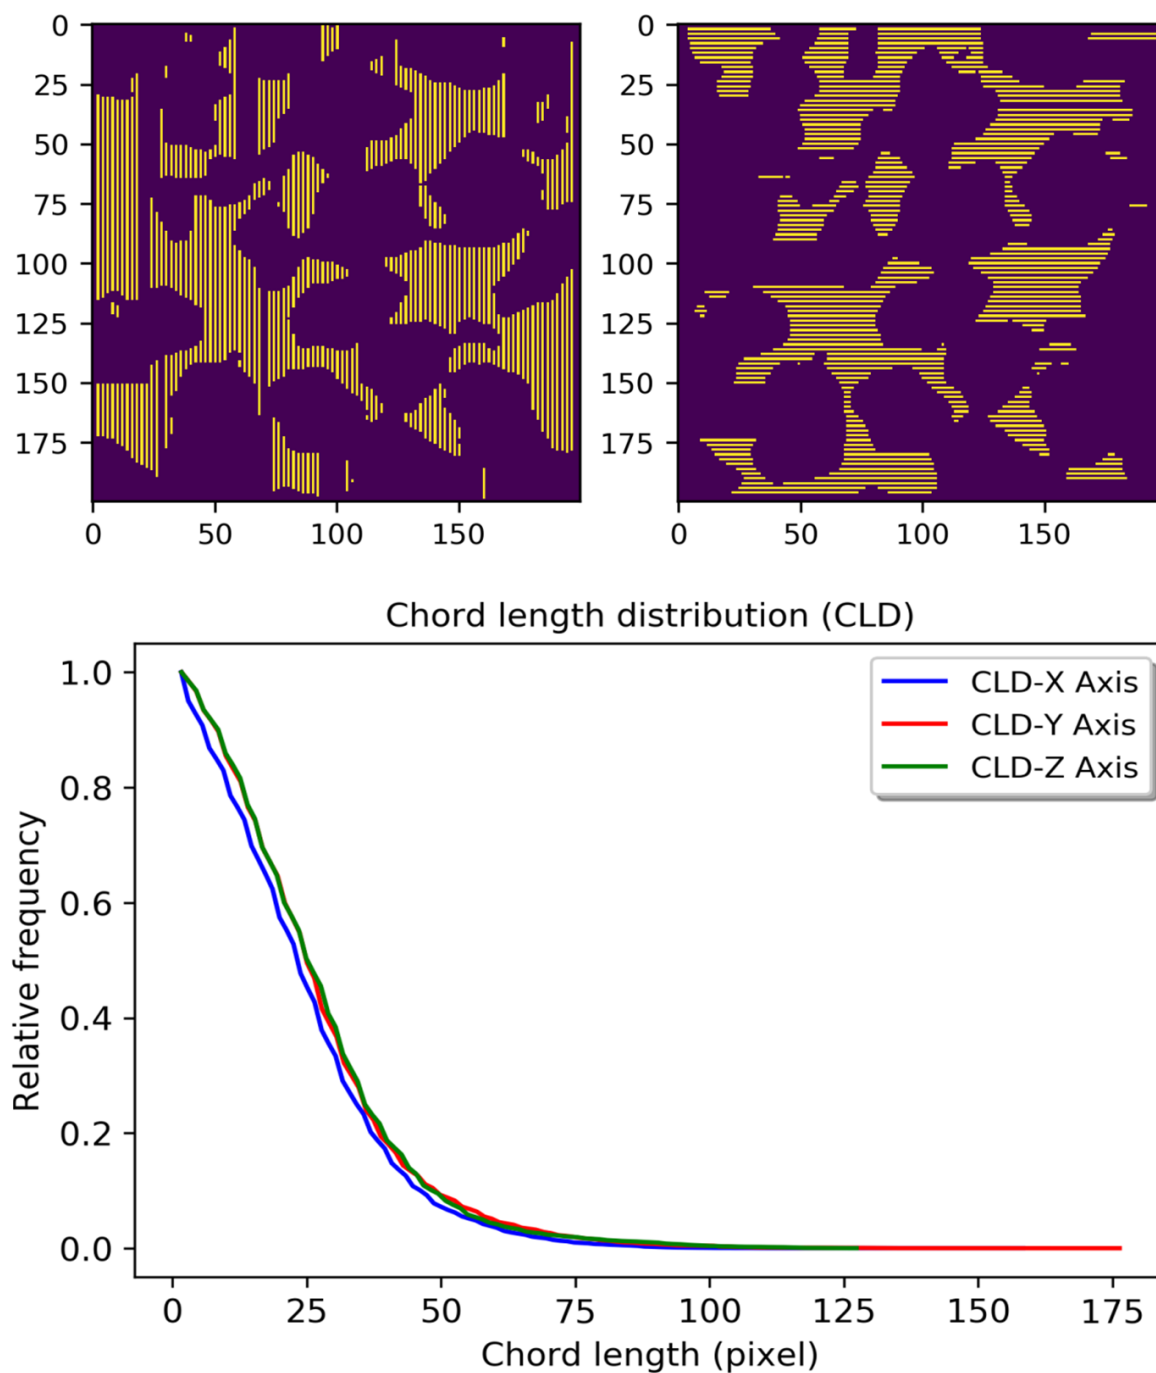 0
25
50
75
100
125
150
175
0 50 100 150
0
25
50
75
100
125
150
175
0 50 100 150
Chord length distribution (CLD)
CLD-X Axis
CLD-Y Axis
CLD-Z Axis
Relative frequency
1.0
0.8
0.6
0.4
0.2
0.0
0 25 50 75 100 125 150 175
Chord length (pixel)